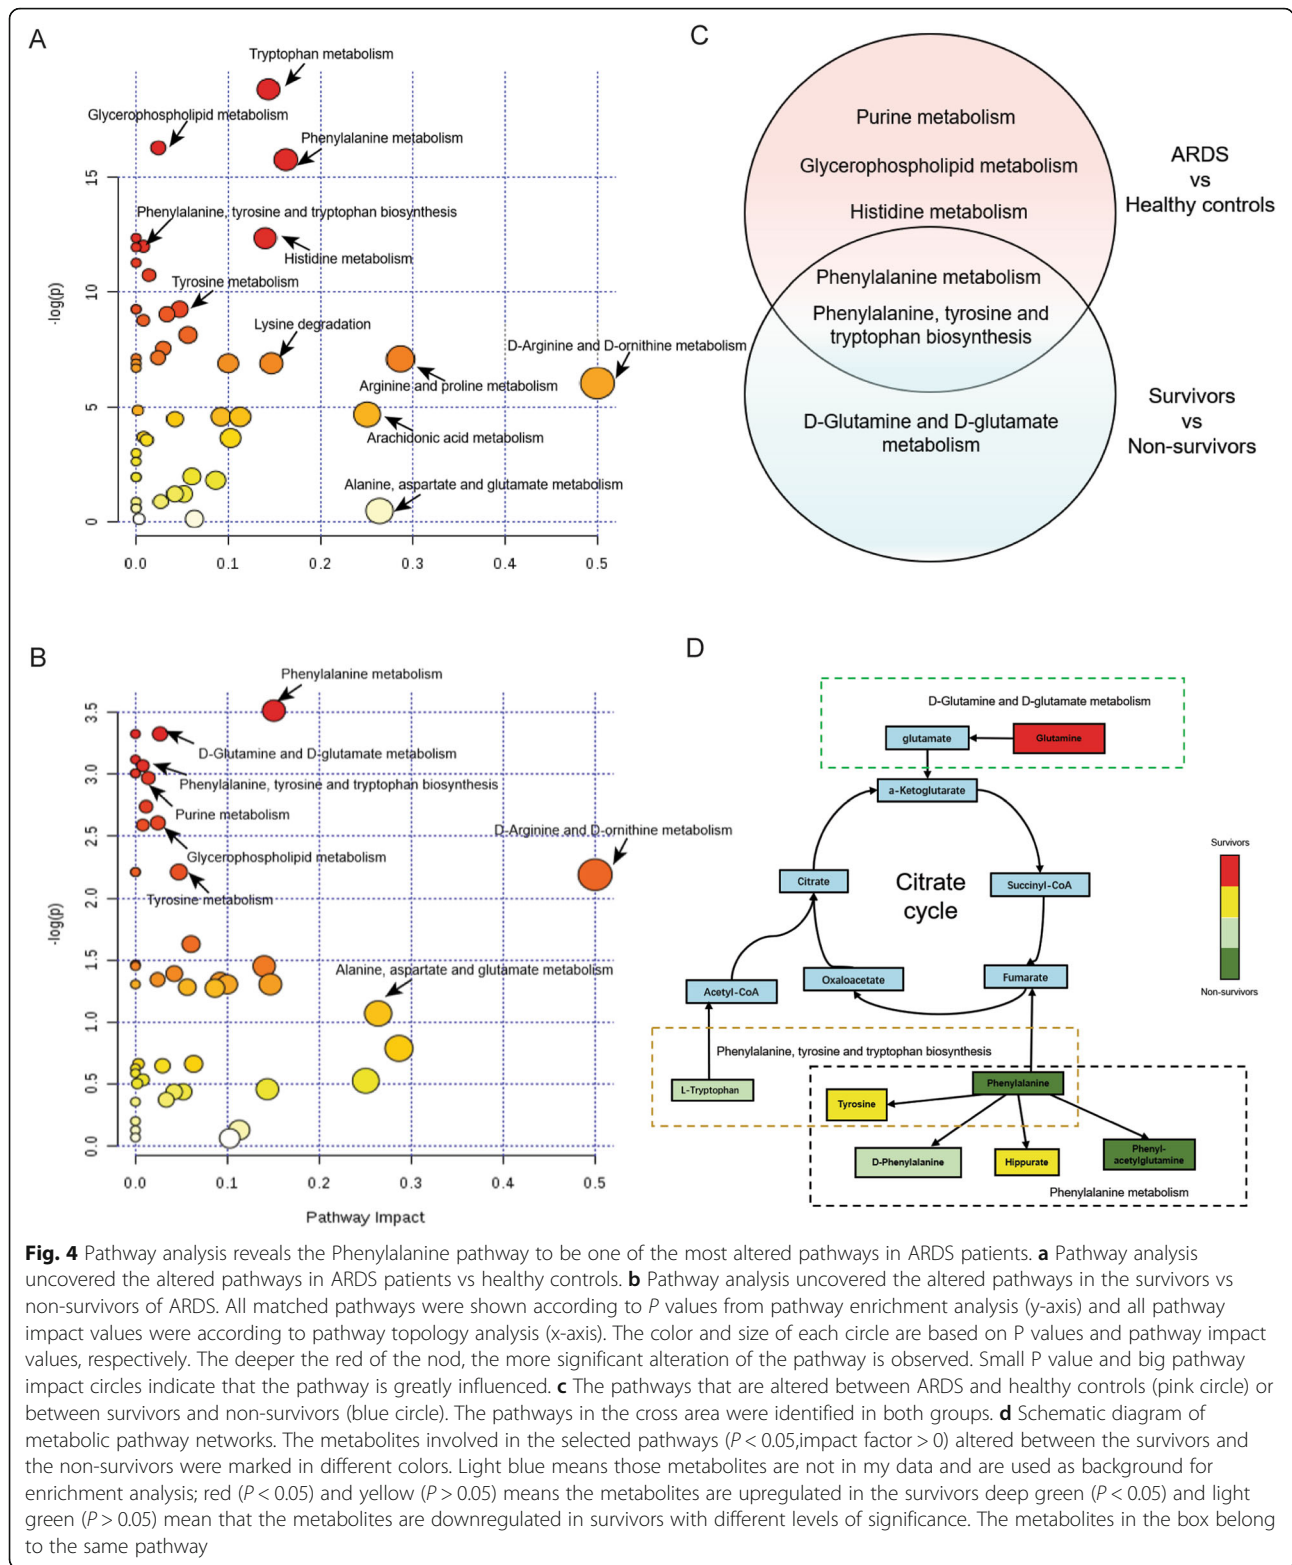 A
Tryptophan metabolism
Glycerophospholipid metabolism
Phenylalanine metabolism
15
Phenylalanine, tyrosine and tryptophan biosynthesis
Histidine metabolism
Tyrosine metabolism
10
-log(p)
Lysine degradation
D-Arginine and D-ornithine metabolism
Arginine and proline metabolism
5
Arachidonic acid metabolism
Alanine, aspartate and glutamate metabolism
0
0.0 0.1 0.2 0.3 0.4 0.5
C
Purine metabolism
Glycerophospholipid metabolism
Histidine metabolism
Phenylalanine metabolism
Phenylalanine, tyrosine and
tryptophan biosynthesis
D-Glutamine and D-glutamate
metabolism
ARDS
vs
Healthy controls
Survivors
vs
Non-survivors
B
Phenylalanine metabolism
3.5
D-Glutamine and D-glutamate metabolism
3.0
Phenylalanine, tyrosine and tryptophan biosynthesis
Purine metabolism
2.5
D-Arginine and D-ornithine metabolism
Glycerophospholipid metabolism
Tyrosine metabolism
2.0
-log(p)
1.5
Alanine, aspartate and glutamate metabolism
1.0
0.5
0.0
0.0 0.1 0.2 0.3 0.4 0.5
Pathway Impact
D
D-Glutamine and D-glutamate metabolism
glutamate
Glutamine
a-Ketoglutarate
Citrate
Citrate
cycle
Succinyl-CoA
Acetyl-CoA
Oxaloacetate
Fumarate
Phenylalanine, tyrosine and tryptophan biosynthesis
L-Tryptophan
Phenylalanine
Tyrosine
D-Phenylalanine
Hippurate
Phenyl-
acetylglutamine
Phenylalanine metabolism
Survivors
Non-survivors
Fig. 4 Pathway analysis reveals the Phenylalanine pathway to be one of the most altered pathways in ARDS patients. a Pathway analysis
uncovered the altered pathways in ARDS patients vs healthy controls. b Pathway analysis uncovered the altered pathways in the survivors vs
non-survivors of ARDS. All matched pathways were shown according to P values from pathway enrichment analysis (y-axis) and all pathway
impact values were according to pathway topology analysis (x-axis). The color and size of each circle are based on P values and pathway impact
values, respectively. The deeper the red of the nod, the more significant alteration of the pathway is observed. Small P value and big pathway
impact circles indicate that the pathway is greatly influenced. c The pathways that are altered between ARDS and healthy controls (pink circle) or
between survivors and non-survivors (blue circle). The pathways in the cross area were identified in both groups. d Schematic diagram of
metabolic pathway networks. The metabolites involved in the selected pathways (P < 0.05,impact factor > 0) altered between the survivors and
the non-survivors were marked in different colors. Light blue means those metabolites are not in my data and are used as background for
enrichment analysis; red (P < 0.05) and yellow (P > 0.05) means the metabolites are upregulated in the survivors deep green (P < 0.05) and light
green (P > 0.05) mean that the metabolites are downregulated in survivors with different levels of significance. The metabolites in the box belong
to the same pathway